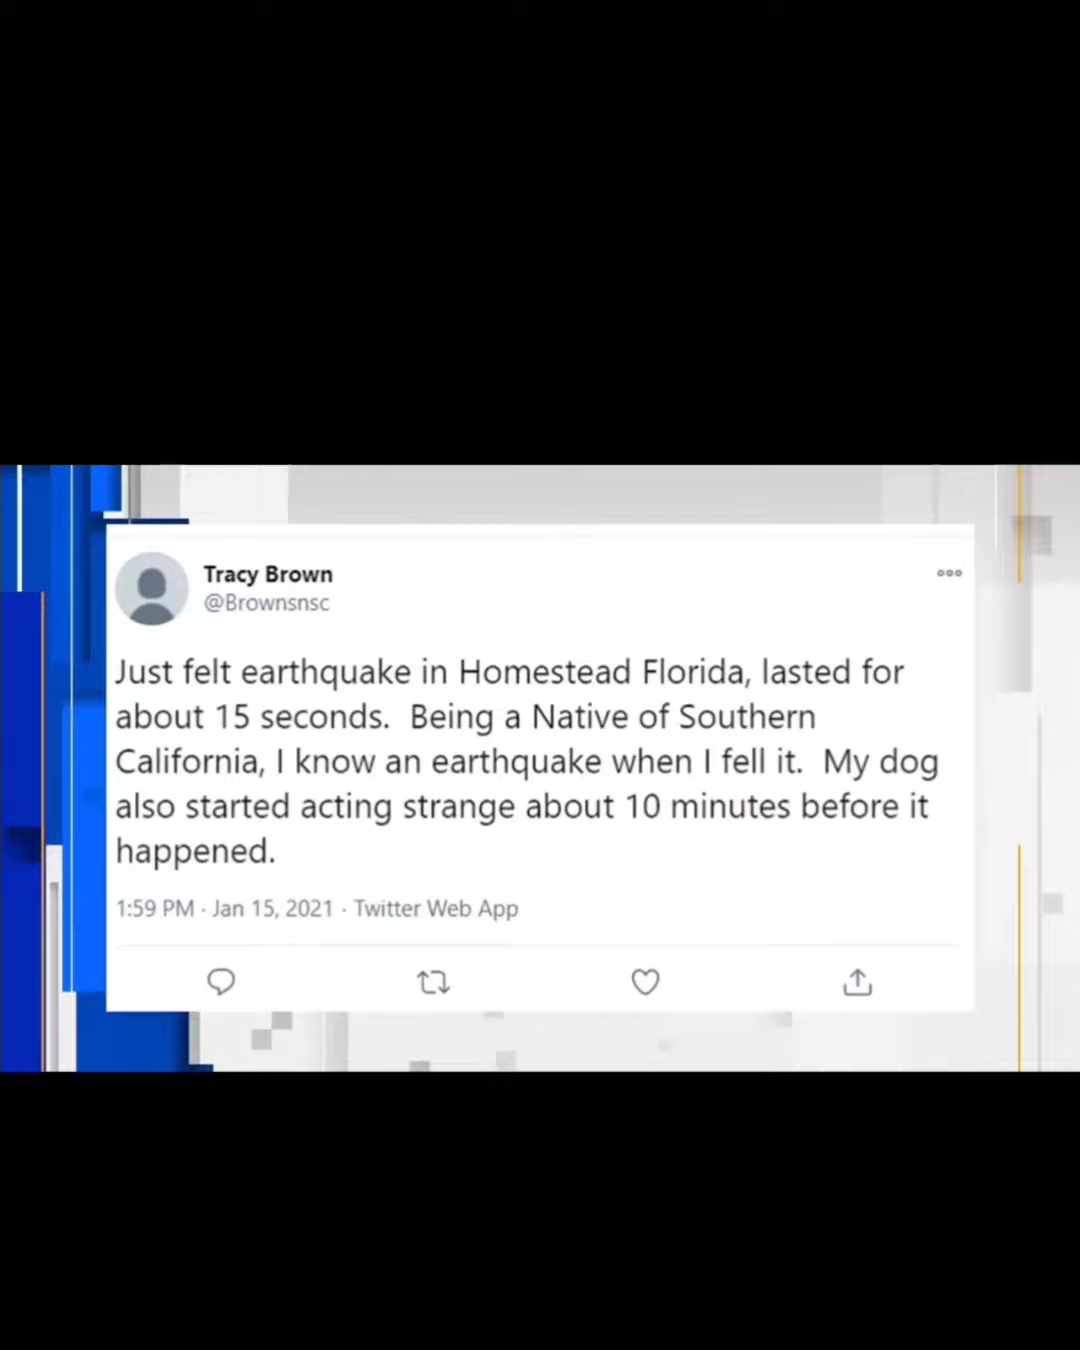 Tracy Brown
@Brownsnsc
Just felt earthquake in Homestead Florida, lasted for
about 15 seconds.  Being a Native of Southern
California, I know an earthquake when I fell it.  My dog
also started acting strange about 10 minutes before it
happened.
1:59 PM · Jan 15, 2021 · Twitter Web App